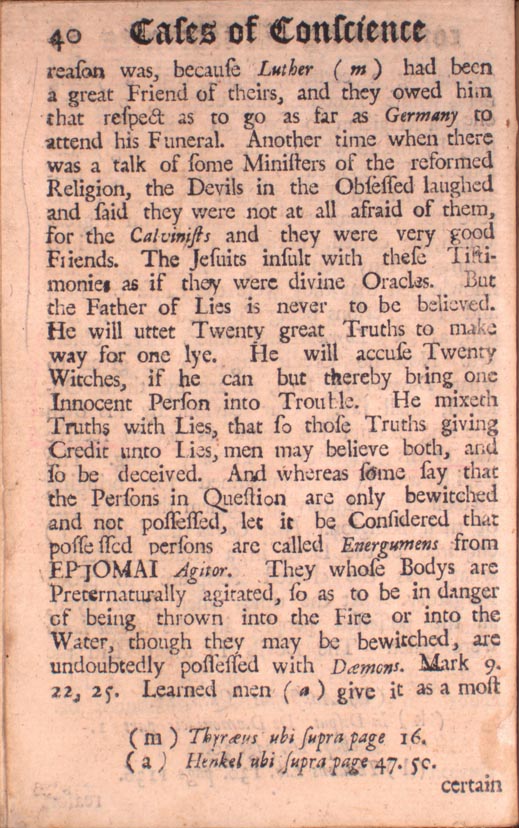 40 Caſes of Conſcience
reaſon was, becauſe Luther ( m ) had been
a great Friend of theirs, and they owed him
that reſpect as to go as far as Germany to
attend his Funeral. Another time when there
was a talk of ſome Miniſters of the reformed
Religion, the Devils in the Obſeſſed laughed
and ſaid they were not at all afraid of them,
for the Calviniſts and they were very good
Friends. The Jeſuits inſult with theſe Tiſti-
monies as if they were divine Oracles. But
the Father of Lies is never to be believed.
He will uttet Twenty great Truths to make
way for one lye. He will accuſe Twenty
Witches, if he can but thereby bring one
Innocent Perſon into Trouble. He mixeth
Truths with Lies, that ſo thoſe Truths giving
Credit unto Lies, men may believe both, and
ſo be deceived. And whereas ſome ſay that
the Perſons in Queſtion are only bewitched
and not poſſeſſed, let it be Conſidered that
poſſe ſſed perſons are called Energumens from
EPJOMAI Agitor. They whoſe Bodys are
Preternaturally agitated, ſo as to be in danger
of being thrown into the Fire or into the
Water, though they may be bewitched, are
undoubtedly poſſeſſed with Dæmons. Mark 9.
22, 25. Learned men ( a ) give it as a moſt
( m ) Thyræus ubi ſupra page 16.
( a ) Henkel ubi ſupra page 47. 50.
certain